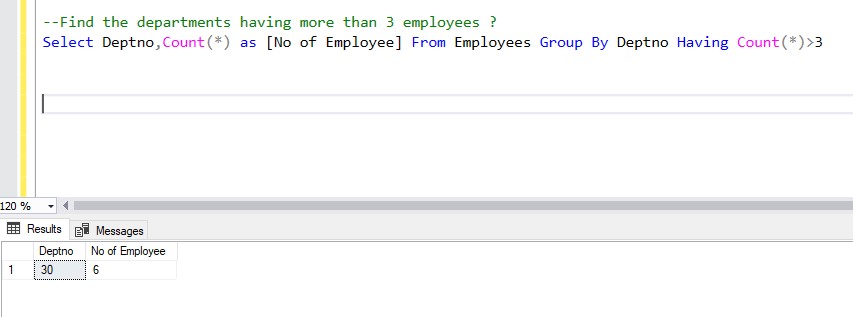 --Find the departments having more than 3 employees ?
Select Deptno,Count(*) as [No of Employee] From Employees Group By Deptno Having Count(*)>3
120 %
Results Messages
Deptno No of Employee
1 30 6